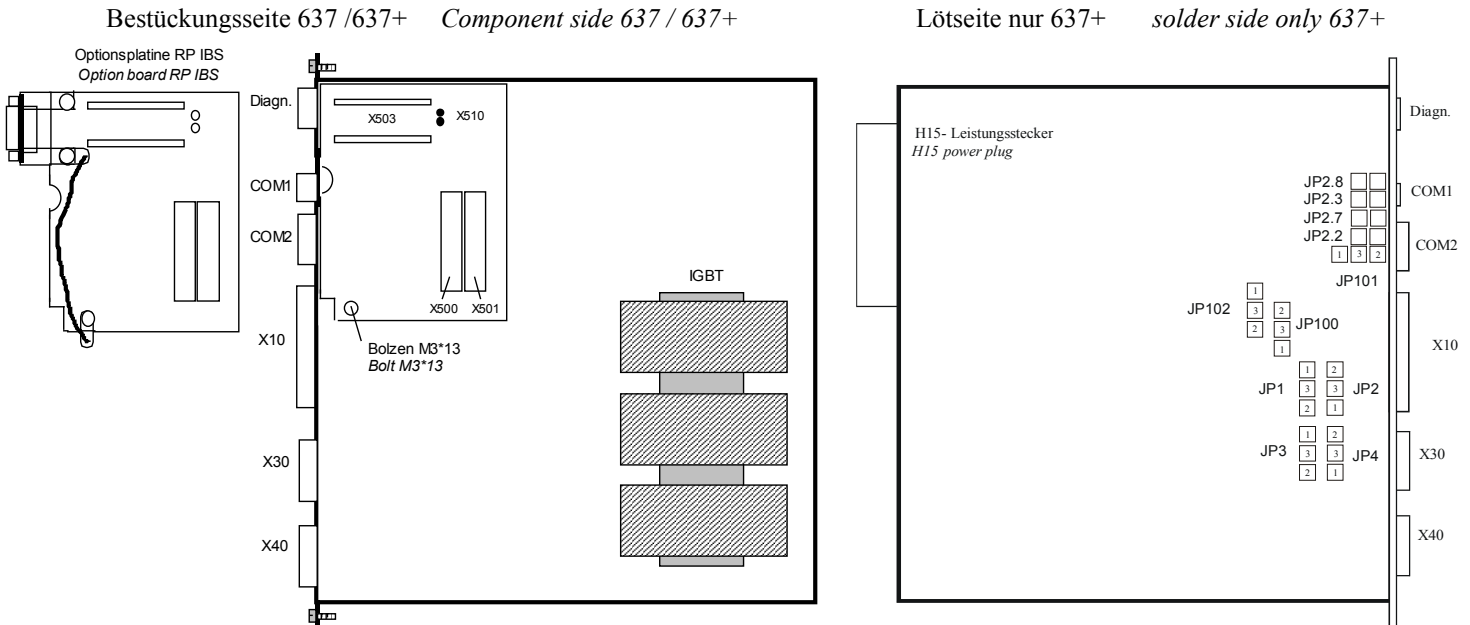 Bestückungsseite 637 /637+ Component side 637 / 637+
Lötseite nur 637+ solder side only 637+
Optionsplatine RP IBS
Option board RP IBS
Diagn.
COM1
COM2
X10
X30
X40
X503
X510
X500
X501
Bolzen M3*13
Bolt M3*13
IGBT
H15- Leistungsstecker
H15 power plug
JP2.8
JP2.3
JP2.7
JP2.2
1 3 2
JP101
JP102
1
3
2
2
3
1
JP100
JP1
1
3
2
2
3
1
JP2
JP3
1
3
2
2
3
1
JP4
Diagn.
COM1
COM2
X10
X30
X40